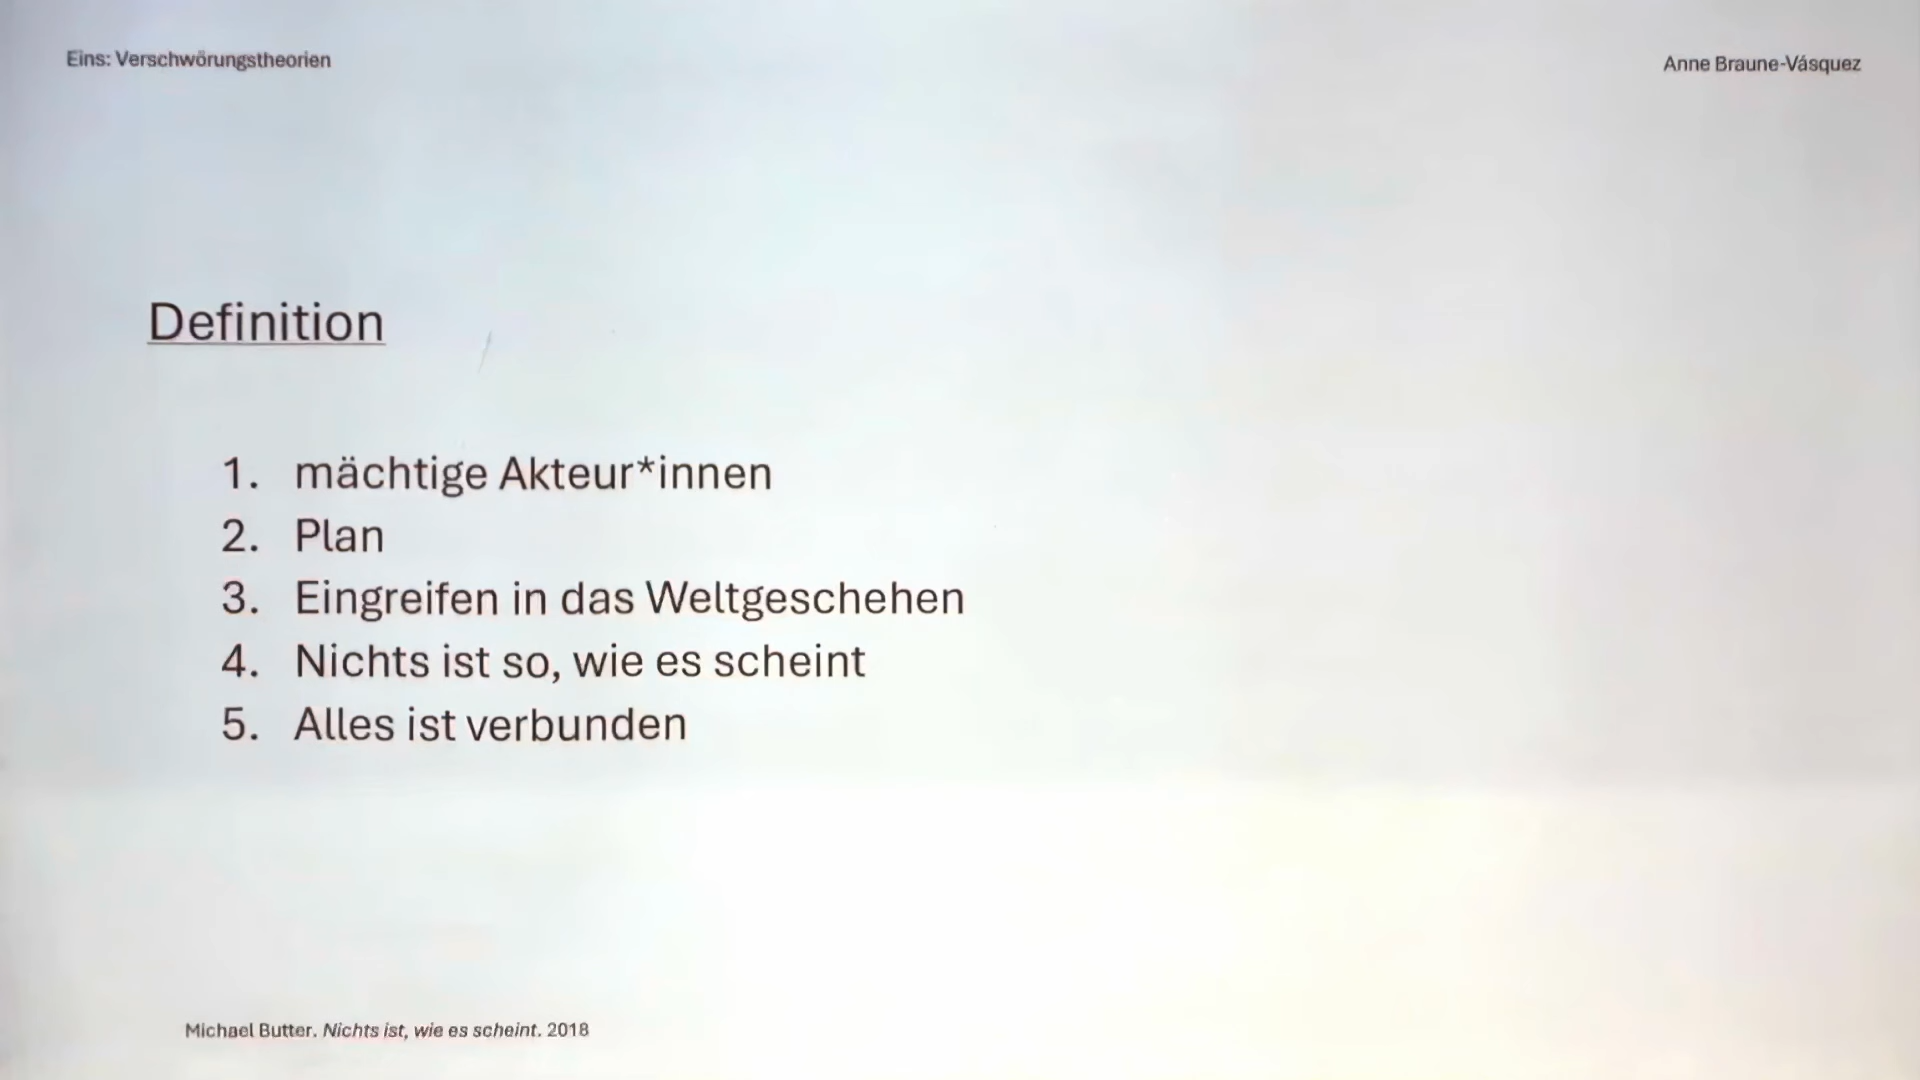 Eins: Verschwörungstheorien
Anne Braune-Vásquez
Definition
1. mächtige Akteur*innen
2. Plan
3. Eingreifen in das Weltgeschehen
4. Nichts ist so, wie es scheint
5. Alles ist verbunden
Michael Butter. Nichts ist, wie es scheint. 2018